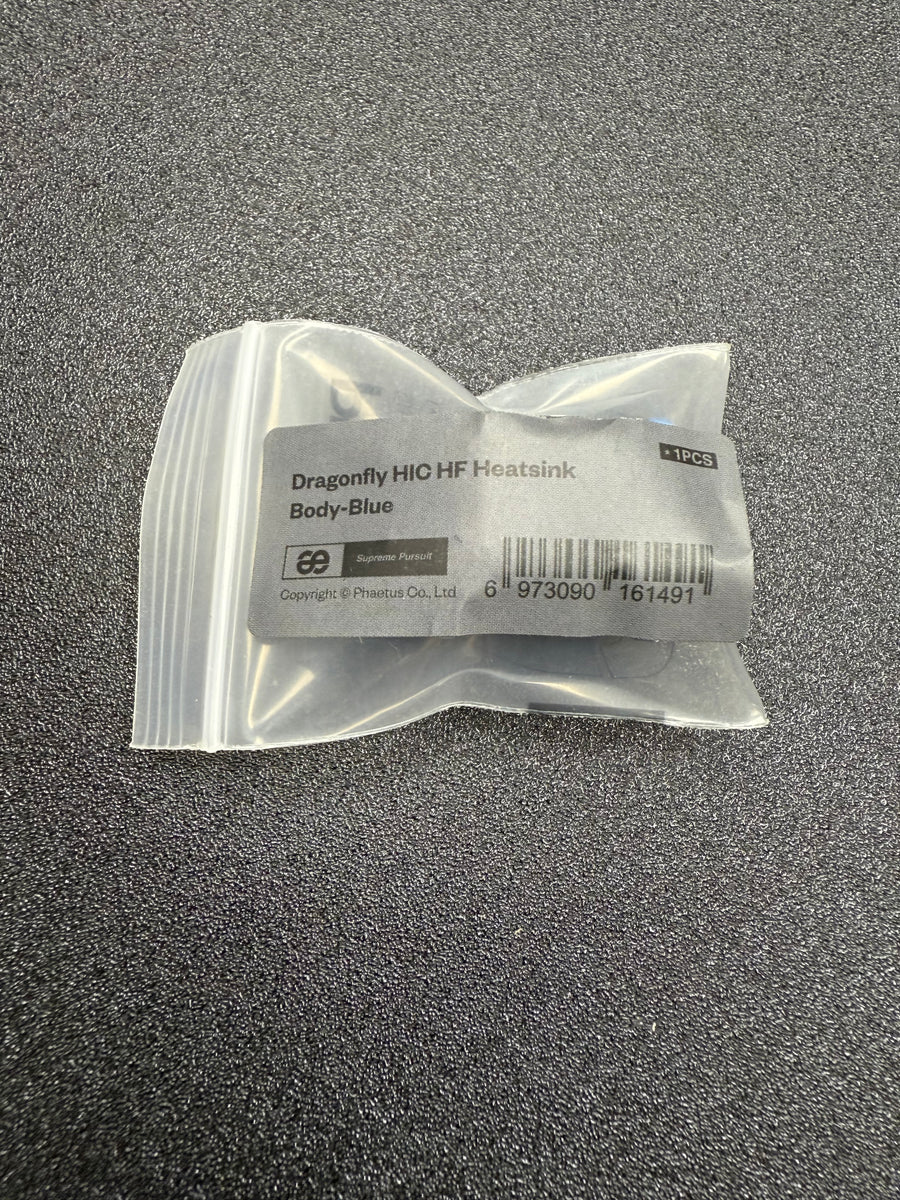 Dragonfly HIC HF Heatsink
Body-Blue
*1PCS
Supreme Pursuit
Copyright © Phaetus Co., Ltd
6 973090 161491